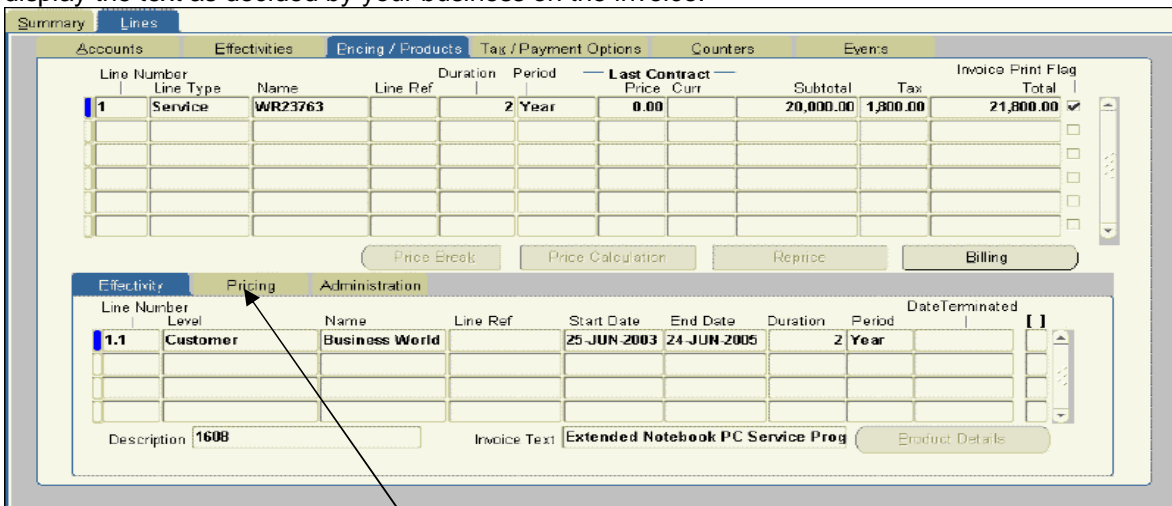 display the text as decided by your business on the invoice.
Summary Lines
Accounts Effectivities Pricing / Products Tax / Payment Options Counters Events
Line Number Duration Period Last Contract Invoice Print Flag
Line Type Name Line Ref Price Curr Subtotal Tax Total
1 Service WR23763 2 Year 0.00 20,000.00 1,800.00 21,800.00
Price Break Price Calculation Reprice Billing
Effectivity Pricing Administration
Line Number DateTerminated
Level Name Line Ref Start Date End Date Duration Period [ ]
1.1 Customer Business World 25-JUN-2003 24-JUN-2005 2 Year
Description 1608 Invoice Text Extended Notebook PC Service Prog Product Details